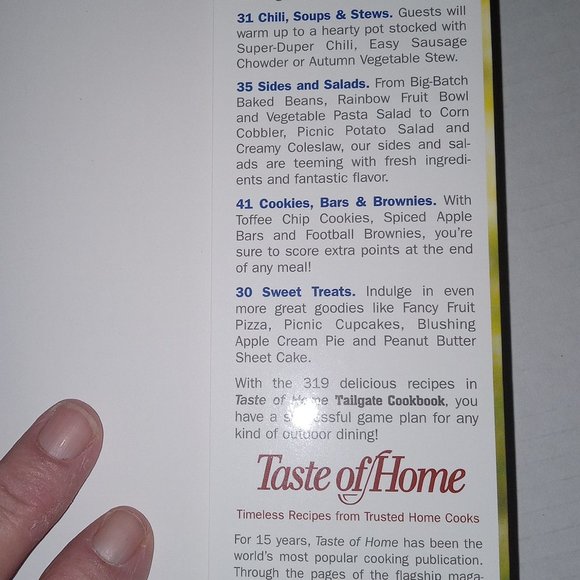 31 Chili, Soups & Stews. Guests will
warm up to a hearty pot stocked with
Super-Duper Chili, Easy Sausage
Chowder or Autumn Vegetable Stew.
35 Sides and Salads. From Big-Batch
Baked Beans, Rainbow Fruit Bowl
and Vegetable Pasta Salad to Corn
Cobbler, Picnic Potato Salad and
Creamy Coleslaw, our sides and sal-
ads are teeming with fresh ingredi-
ents and fantastic flavor.
41 Cookies, Bars & Brownies. With
Toffee Chip Cookies, Spiced Apple
Bars and Football Brownies, you're
sure to score extra points at the end
of any meal!
30 Sweet Treats. Indulge in even
more great goodies like Fancy Fruit
Pizza, Picnic Cupcakes, Blushing
Apple Cream Pie and Peanut Butter
Sheet Cake.
With the 319 delicious recipes in
Taste of Home Tailgate Cookbook, you
have a successful game plan for any
kind of outdoor dining!
Taste of Home
Timeless Recipes from Trusted Home Cooks
For 15 years, Taste of Home has been the
world's most popular cooking publication.
Through the pages of the flagship maga-